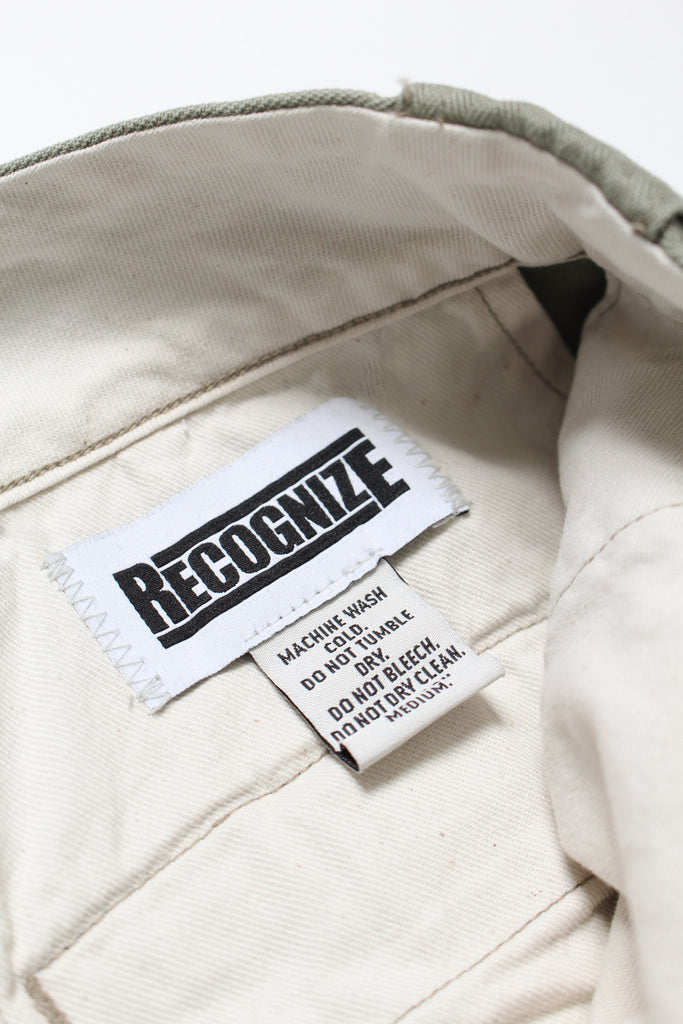 RECOGNIZE
MACHINE WASH
COLD.
DO NOT TUMBLE
DRY.
DO NOT BLEECH.
DO NOT DRY CLEAN.
MEDIUM.